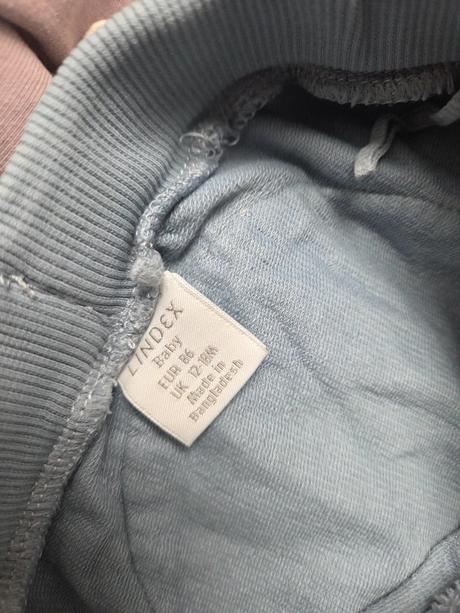 LINDEX
Baby
EUR 86
UK 12-18M
Made in
Bangladesh